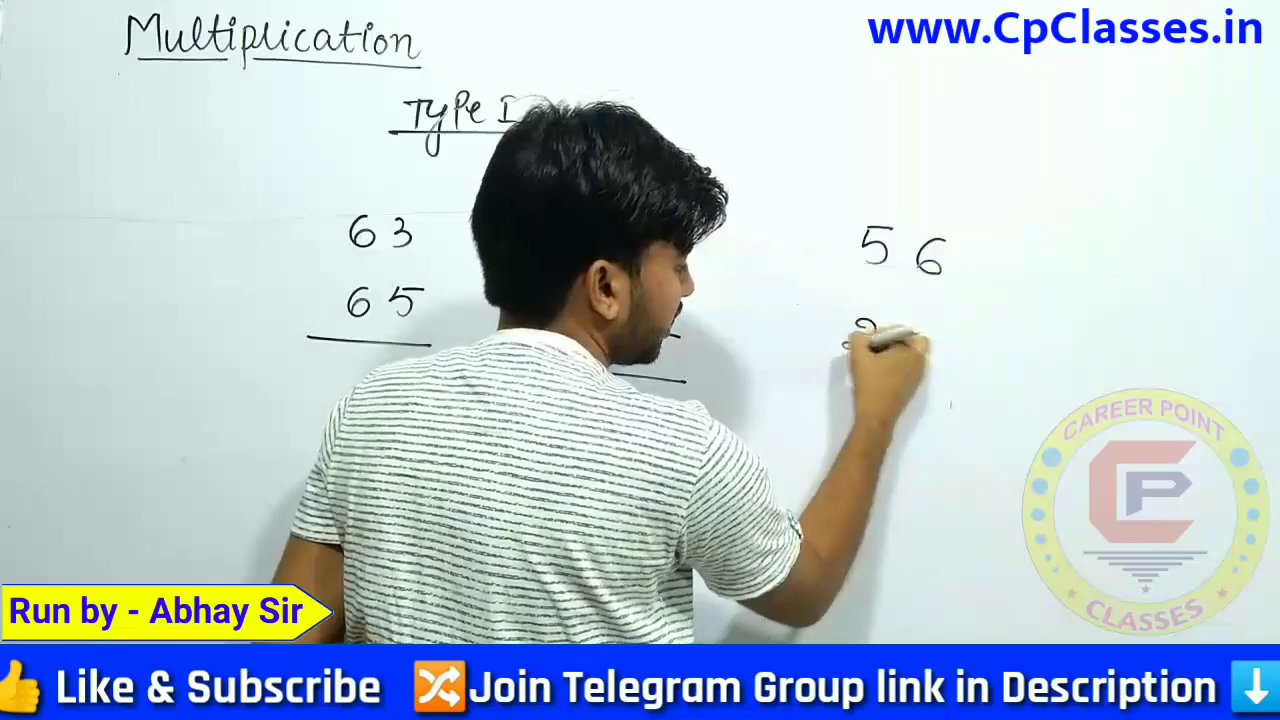 www.CpClasses.in
Multiplication
Type I
63
65
56
CAREER POINT
CP
CLASSES
Run by - Abhay Sir
Like & Subscribe
Join Telegram Group link in Description